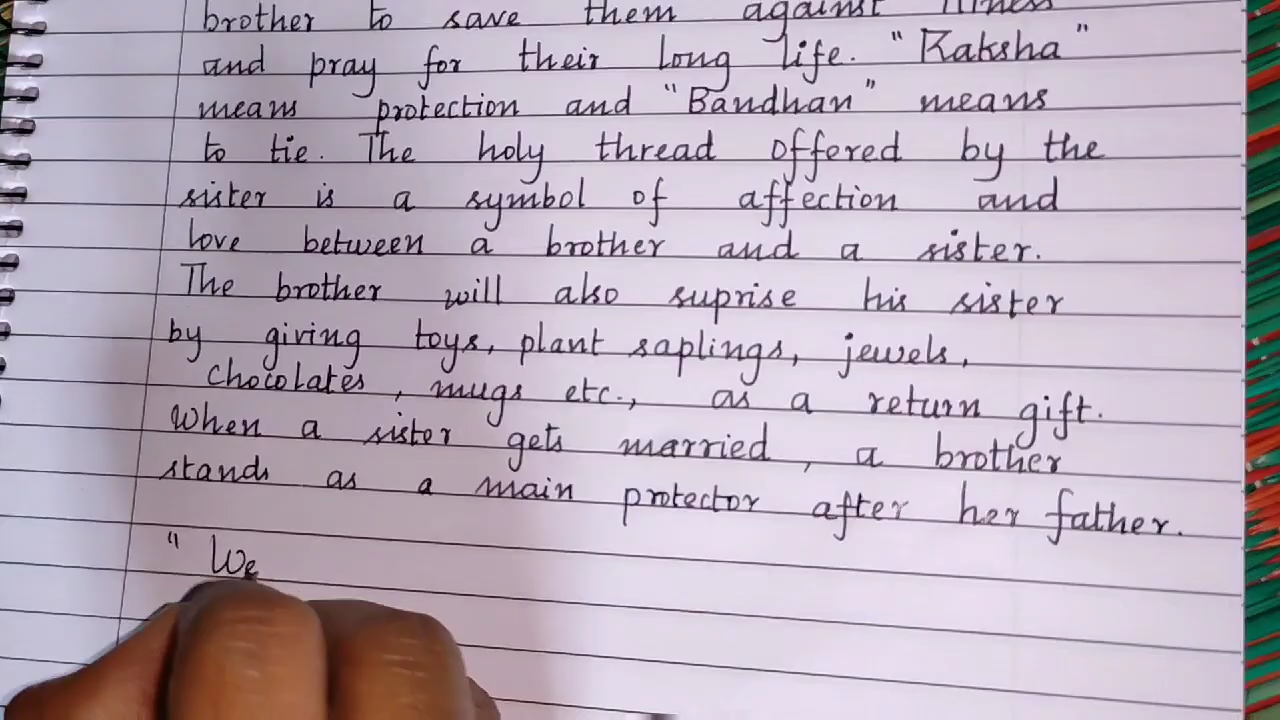 brother to save them against illness
and pray for their long life. "Raksha"
means protection and "Bandhan" means
to tie. The holy thread offered by the
sister is a symbol of affection and
love between a brother and a sister.
The brother will also suprise his sister
by giving toys, plant saplings, jewels,
chocolates, mugs etc., as a return gift.
When a sister gets married, a brother
stands as a main protector after her father.
" We